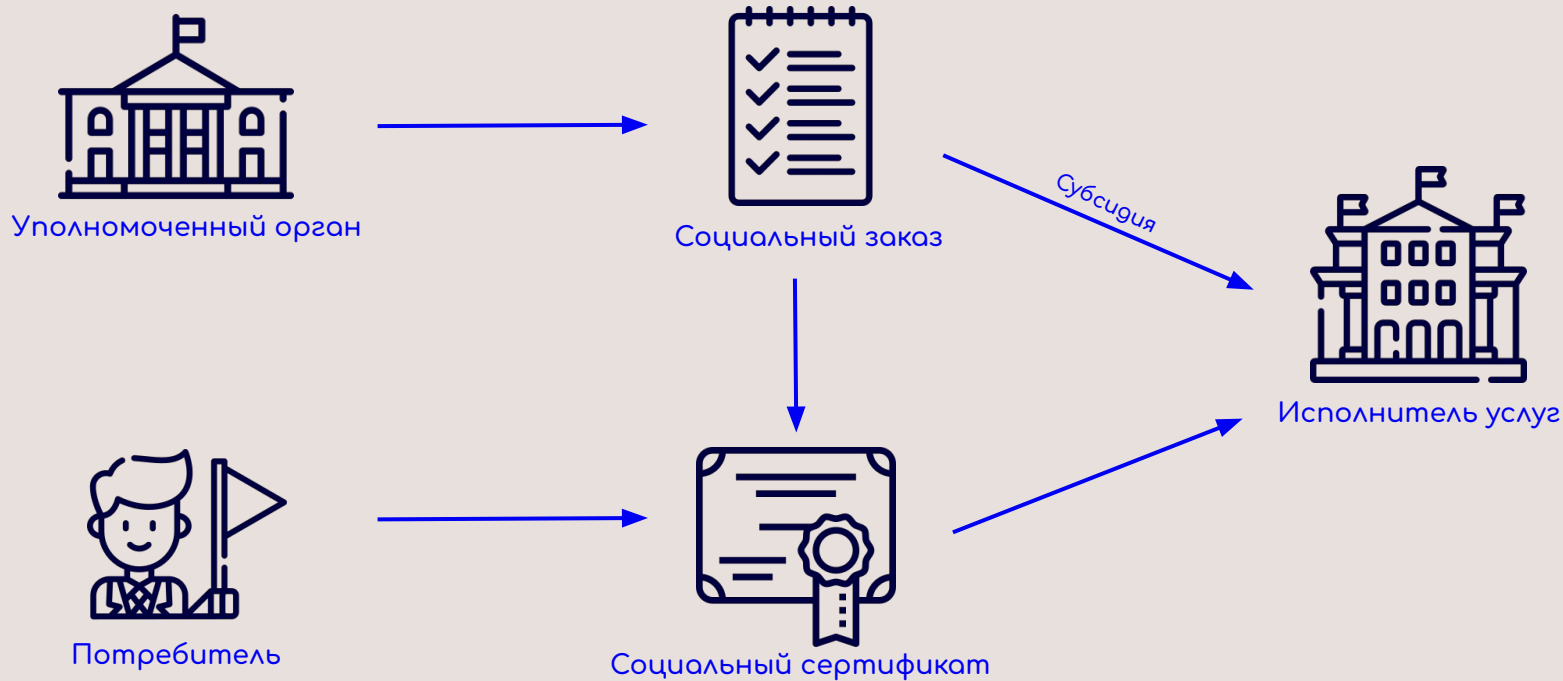 Уполномоченный орган
Социальный заказ
Субсидия
Исполнитель услуг
Потребитель
Социальный сертификат